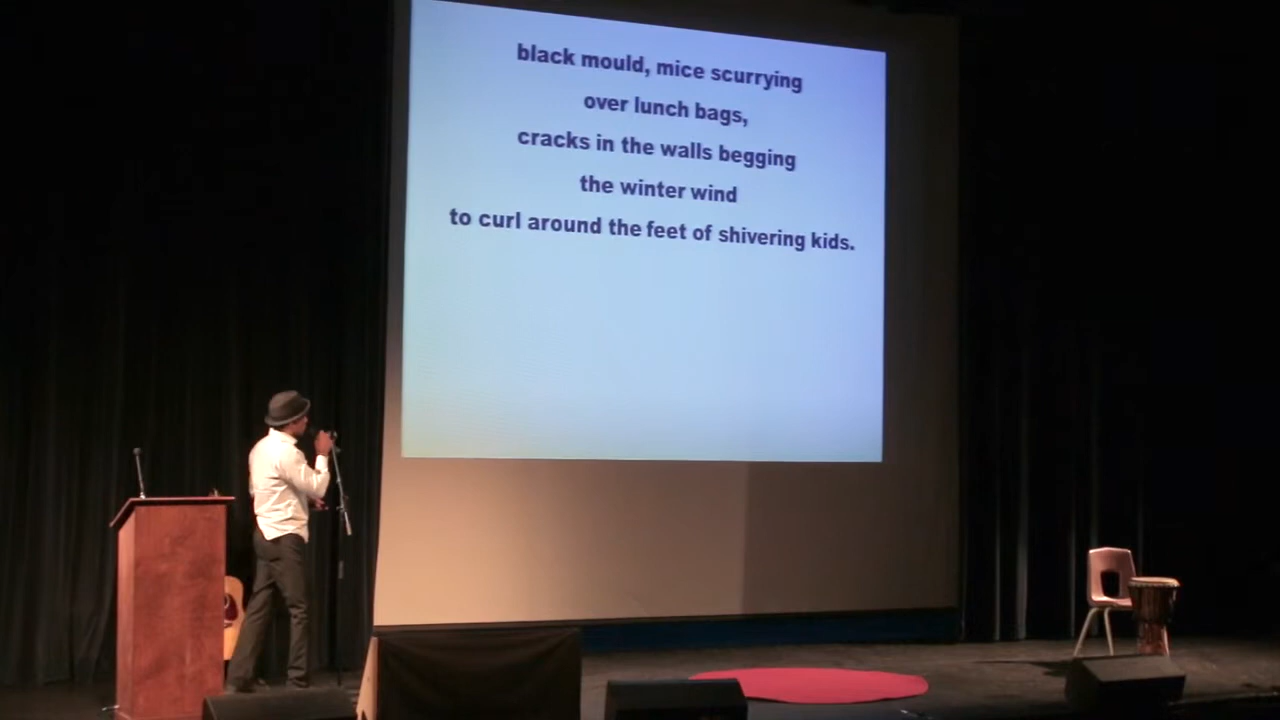 black mould, mice scurrying
over lunch bags,
cracks in the walls begging
the winter wind
to curl around the feet of shivering kids.